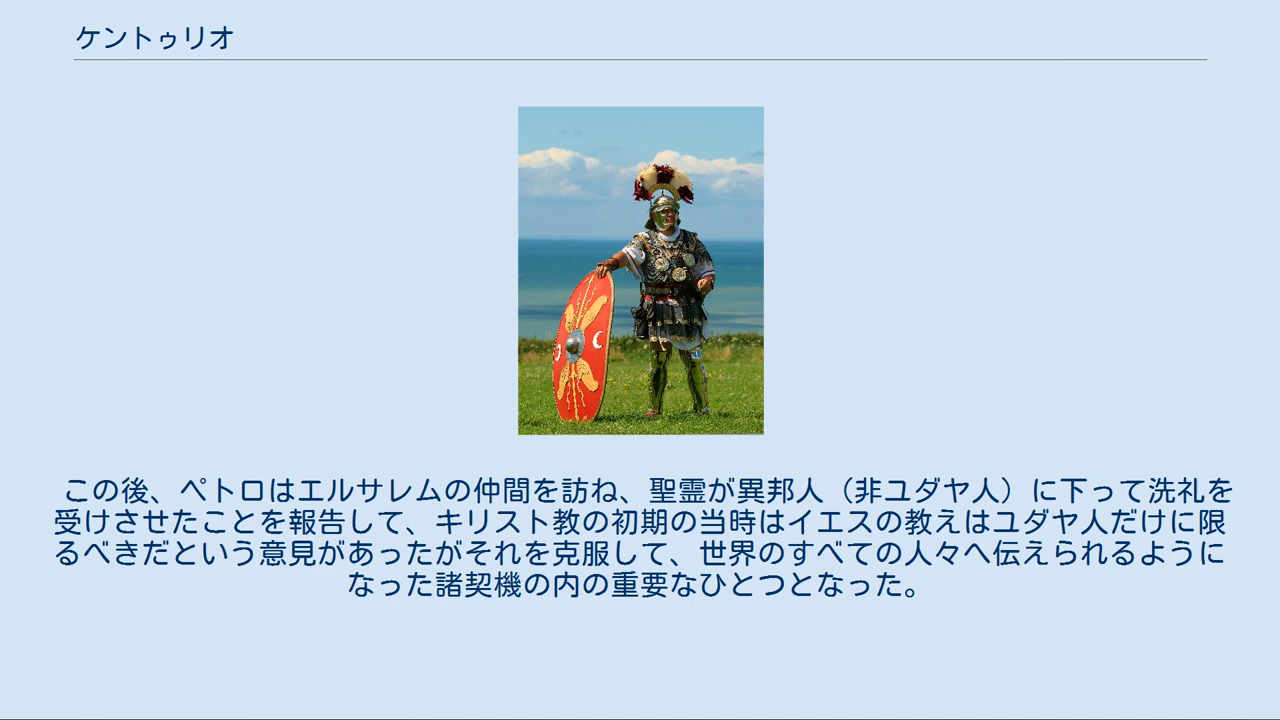 ケントゥリオ
この後、ペトロはエルサレムの仲間を訪ね、聖霊が異邦人（非ユダヤ人）に下って洗礼を
受けさせたことを報告して、キリスト教の初期の当時はイエスの教えはユダヤ人だけに限
るべきだという意見があったがそれを克服して、世界のすべての人々へ伝えられるように
なった諸契機の内の重要なひとつとなった。